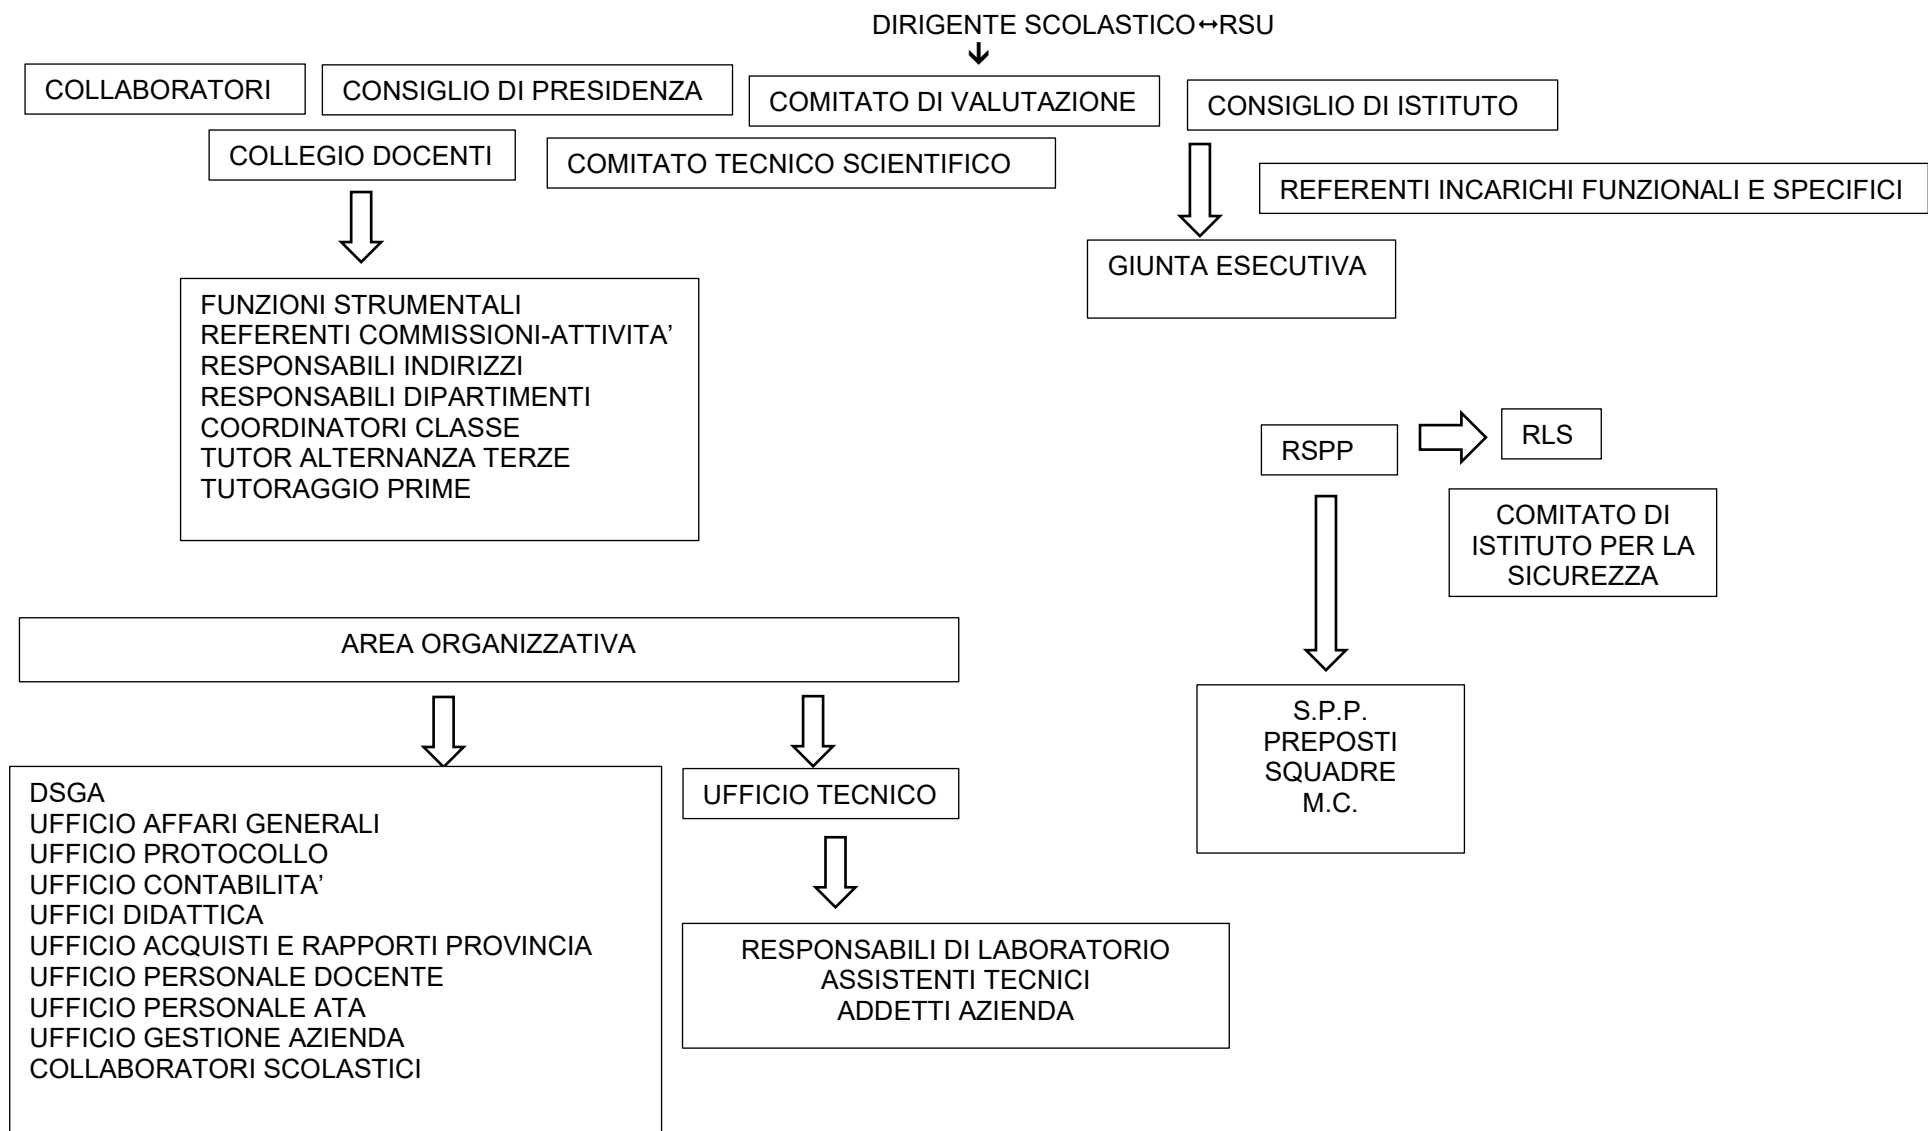 DIRIGENTE SCOLASTICO↔RSU
COLLABORATORI
CONSIGLIO DI PRESIDENZA
COMITATO DI VALUTAZIONE
CONSIGLIO DI ISTITUTO
COLLEGIO DOCENTI
COMITATO TECNICO SCIENTIFICO
REFERENTI INCARICHI FUNZIONALI E SPECIFICI
GIUNTA ESECUTIVA
FUNZIONI STRUMENTALI
REFERENTI COMMISSIONI-ATTIVITA’
RESPONSABILI INDIRIZZI
RESPONSABILI DIPARTIMENTI
COORDINATORI CLASSE
TUTOR ALTERNANZA TERZE
TUTORAGGIO PRIME
RSPP
RLS
COMITATO DI
ISTITUTO PER LA
SICUREZZA
AREA ORGANIZZATIVA
S.P.P.
PREPOSTI
SQUADRE
M.C.
DSGA
UFFICIO AFFARI GENERALI
UFFICIO PROTOCOLLO
UFFICIO CONTABILITA’
UFFICI DIDATTICA
UFFICIO ACQUISTI E RAPPORTI PROVINCIA
UFFICIO PERSONALE DOCENTE
UFFICIO PERSONALE ATA
UFFICIO GESTIONE AZIENDA
COLLABORATORI SCOLASTICI
UFFICIO TECNICO
RESPONSABILI DI LABORATORIO
ASSISTENTI TECNICI
ADDETTI AZIENDA